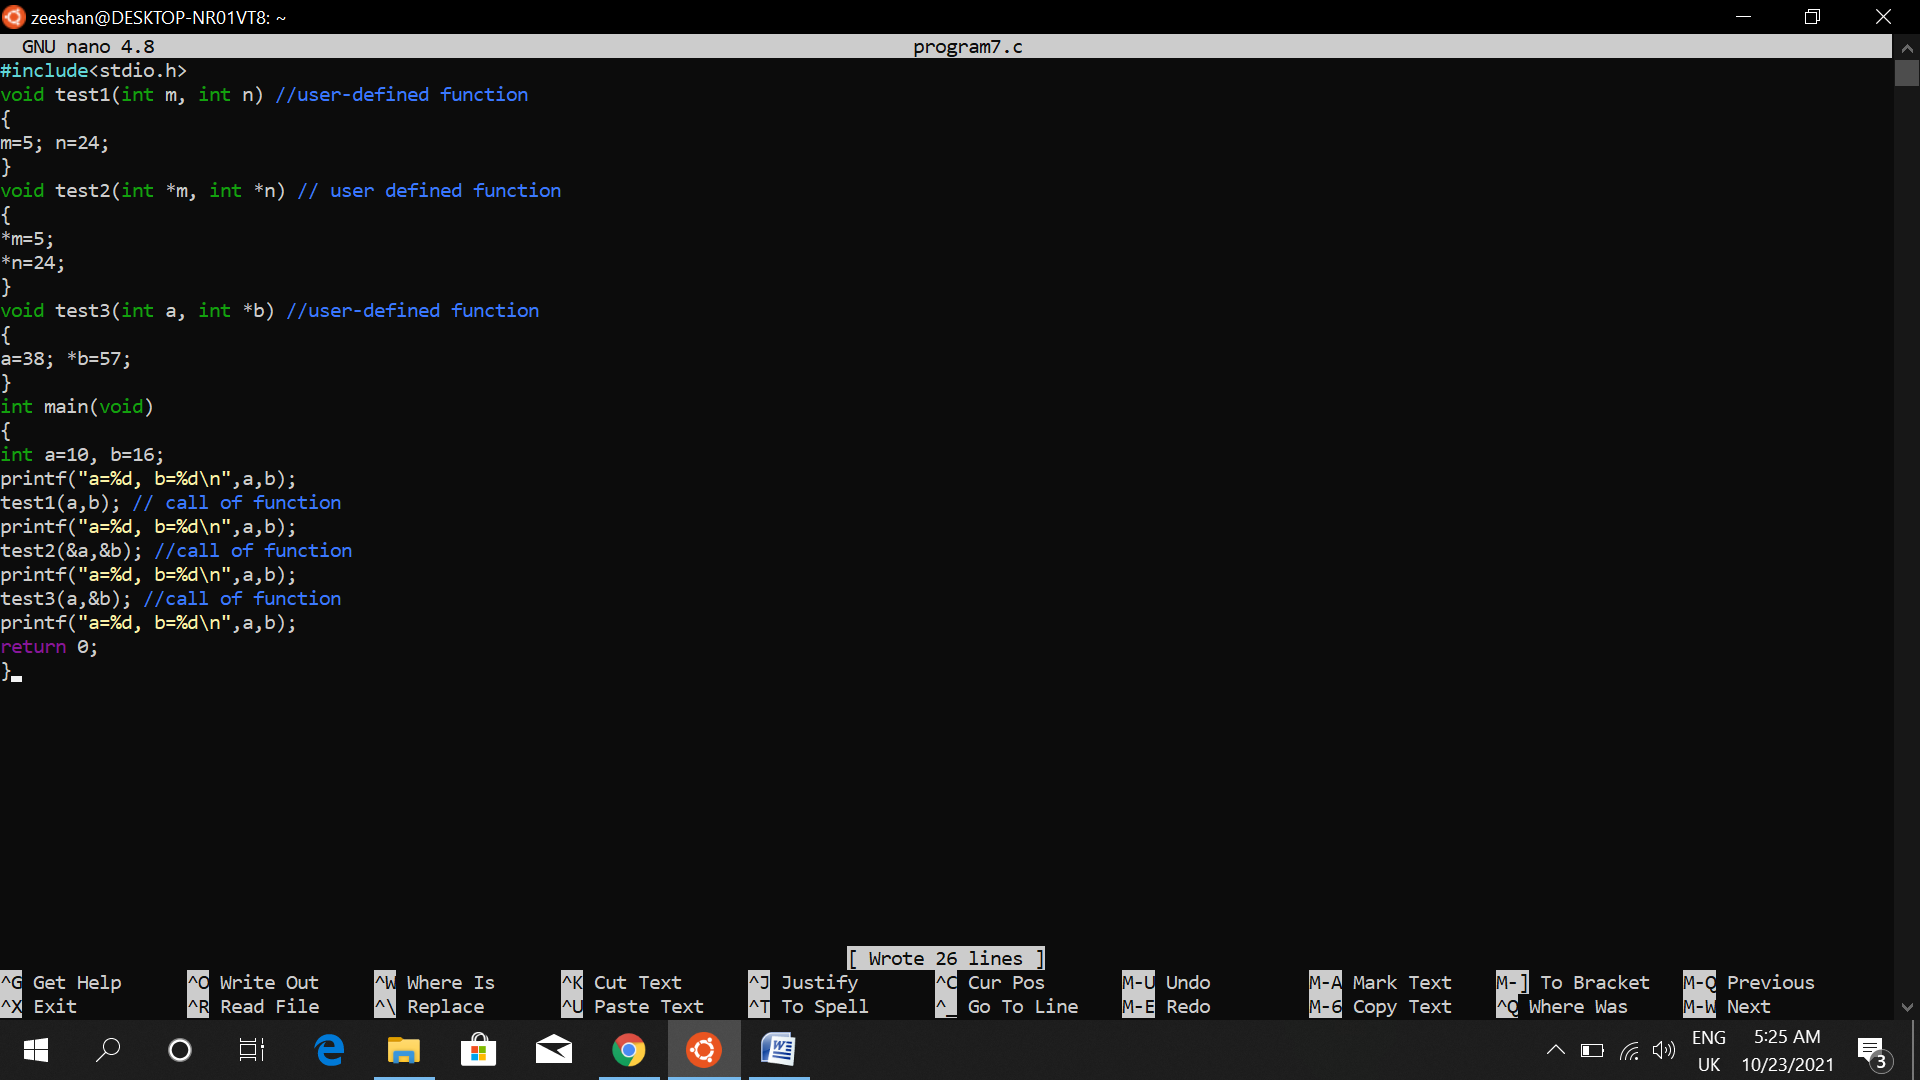 zeeshan@DESKTOP-NR01VT8: ~
GNU nano 4.8 program7.c
#include<stdio.h>
void test1(int m, int n) //user-defined function
{
m=5; n=24;
}
void test2(int *m, int *n) // user defined function
{
*m=5;
*n=24;
}
void test3(int a, int *b) //user-defined function
{
a=38; *b=57;
}
int main(void)
{
int a=10, b=16;
printf("a=%d, b=%d\n",a,b);
test1(a,b); // call of function
printf("a=%d, b=%d\n",a,b);
test2(&a,&b); //call of function
printf("a=%d, b=%d\n",a,b);
test3(a,&b); //call of function
printf("a=%d, b=%d\n",a,b);
return 0;
}
[ Wrote 26 lines ]
^G Get Help ^O Write Out ^W Where Is ^K Cut Text ^J Justify ^C Cur Pos M-U Undo M-A Mark Text M-] To Bracket M-Q Previous
^X Exit ^R Read File ^\ Replace ^U Paste Text ^T To Spell ^_ Go To Line M-E Redo M-6 Copy Text ^Q Where Was M-W Next
ENG 5:25 AM
UK 10/23/2021 3